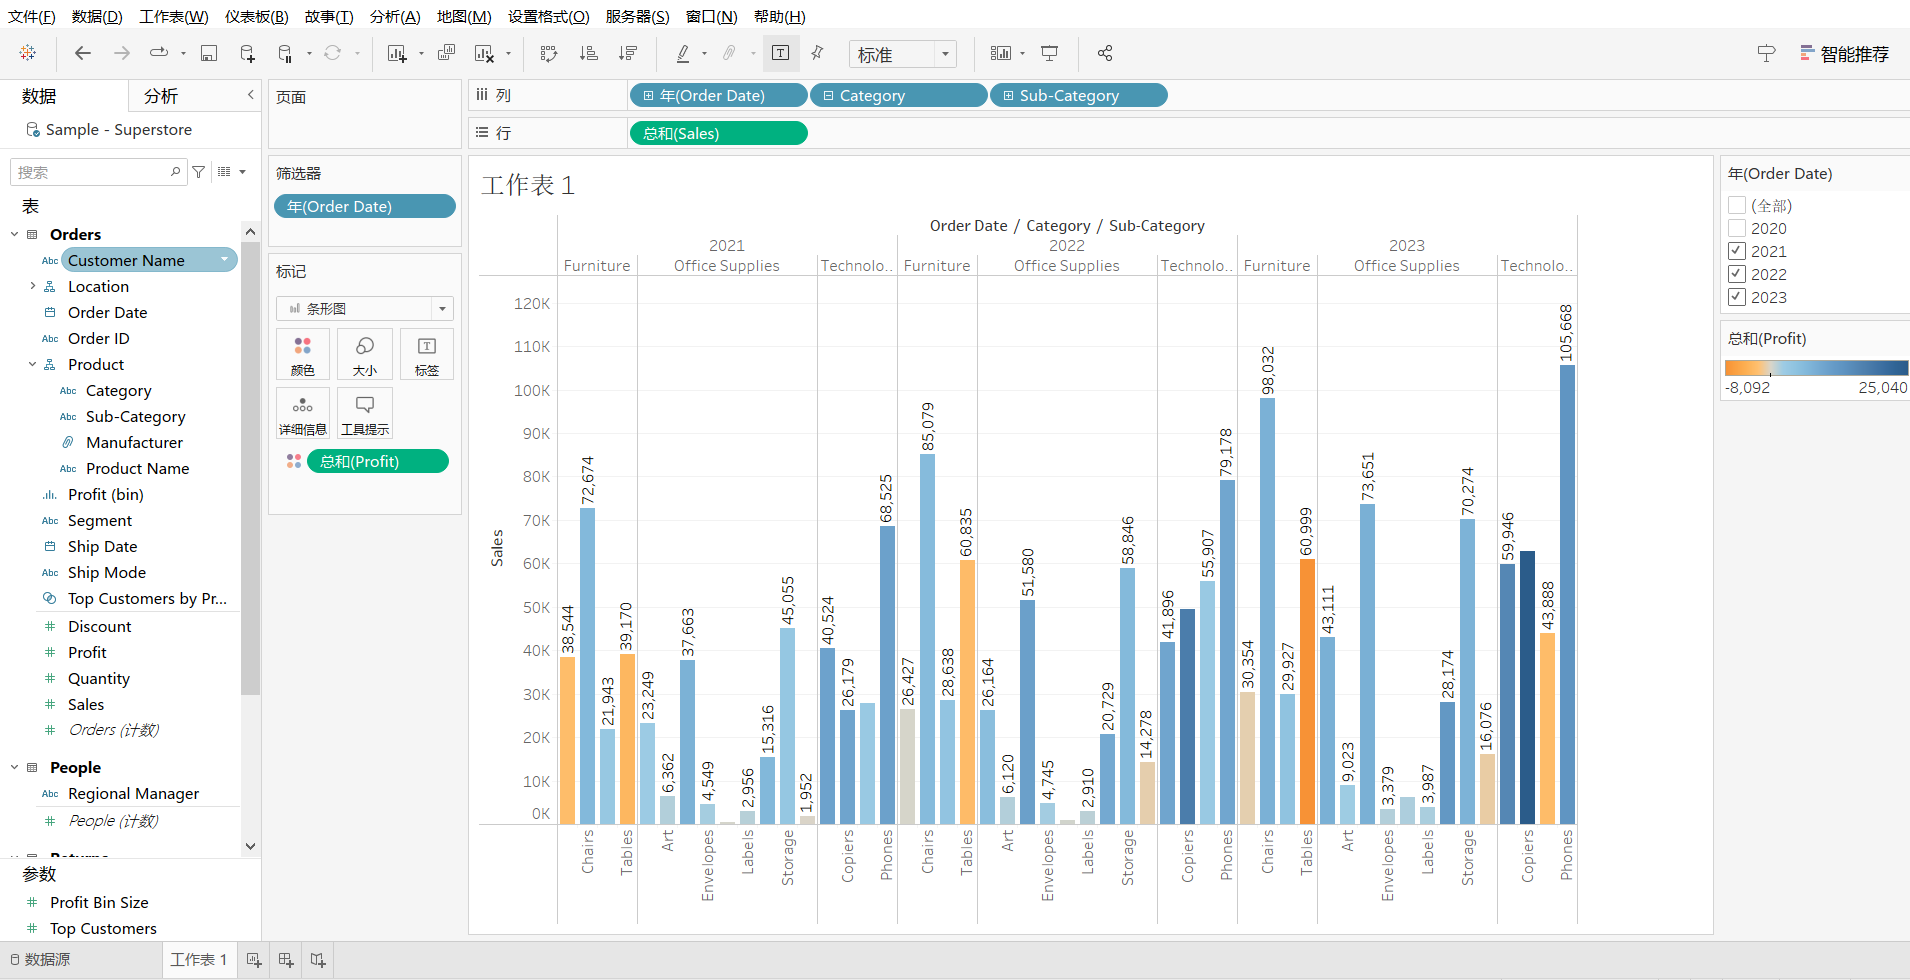 文件(F) 数据(D) 工作表(W) 仪表板(B) 故事(T) 分析(A) 地图(M) 设置格式(O) 服务器(S) 窗口(N) 帮助(H)
标准
智能推荐
数据
分析
Sample - Superstore
搜索
表
Orders
Abc Customer Name
Location
Order Date
Abc Order ID
Product
Abc Category
Abc Sub-Category
Manufacturer
Abc Product Name
Profit (bin)
Abc Segment
Ship Date
Abc Ship Mode
Top Customers by Pr...
# Discount
# Profit
# Quantity
# Sales
# Orders (计数)
People
Abc Regional Manager
# People (计数)
Returns
参数
# Profit Bin Size
# Top Customers
页面
筛选器
年(Order Date)
标记
条形图
颜色
大小
标签
详细信息
工具提示
总和(Profit)
列
年(Order Date)
Category
Sub-Category
行
总和(Sales)
工作表 1
Order Date / Category / Sub-Category
2021 2022 2023
Furniture Office Supplies Technolo.. Furniture Office Supplies Technolo.. Furniture Office Supplies Technolo..
Sales
120K
110K
100K
90K
80K
70K
60K
50K
40K
30K
20K
10K
0K
38,544
72,674
21,943
39,170
23,249
6,362
37,663
4,549
2,956
15,316
45,055
1,952
40,524
26,179
68,525
26,427
85,079
28,638
60,835
26,164
6,120
51,580
4,745
2,910
20,729
58,846
14,278
41,896
55,907
79,178
30,354
98,032
29,927
60,999
43,111
9,023
73,651
3,379
3,987
28,174
70,274
16,076
59,946
43,888
105,668
Chairs
Tables
Art
Envelopes
Labels
Storage
Copiers
Phones
Chairs
Tables
Art
Envelopes
Labels
Storage
Copiers
Phones
Chairs
Tables
Art
Envelopes
Labels
Storage
Copiers
Phones
年(Order Date)
(全部)
2020
2021
2022
2023
总和(Profit)
-8,092 25,040
数据源
工作表 1